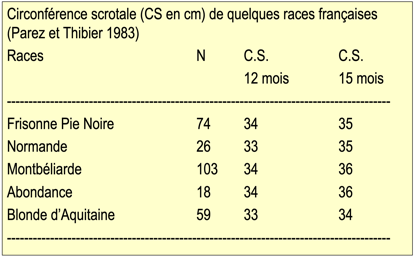 Circonférence scrotale (CS en cm) de quelques races françaises
(Parez et Thibier 1983)
Races N C.S. C.S.
12 mois 15 mois
Frisonne Pie Noire 74 34 35
Normande 26 33 35
Montbéliarde 103 34 36
Abondance 18 34 36
Blonde d'Aquitaine 59 33 34